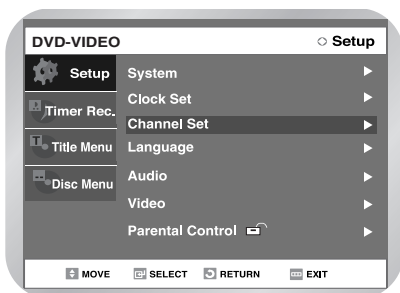 DVD-VIDEO
Setup
Setup
System
Clock Set
Timer Rec.
Channel Set
Title Menu
Language
Disc Menu
Audio
Video
Parental Control
MOVE SELECT RETURN EXIT